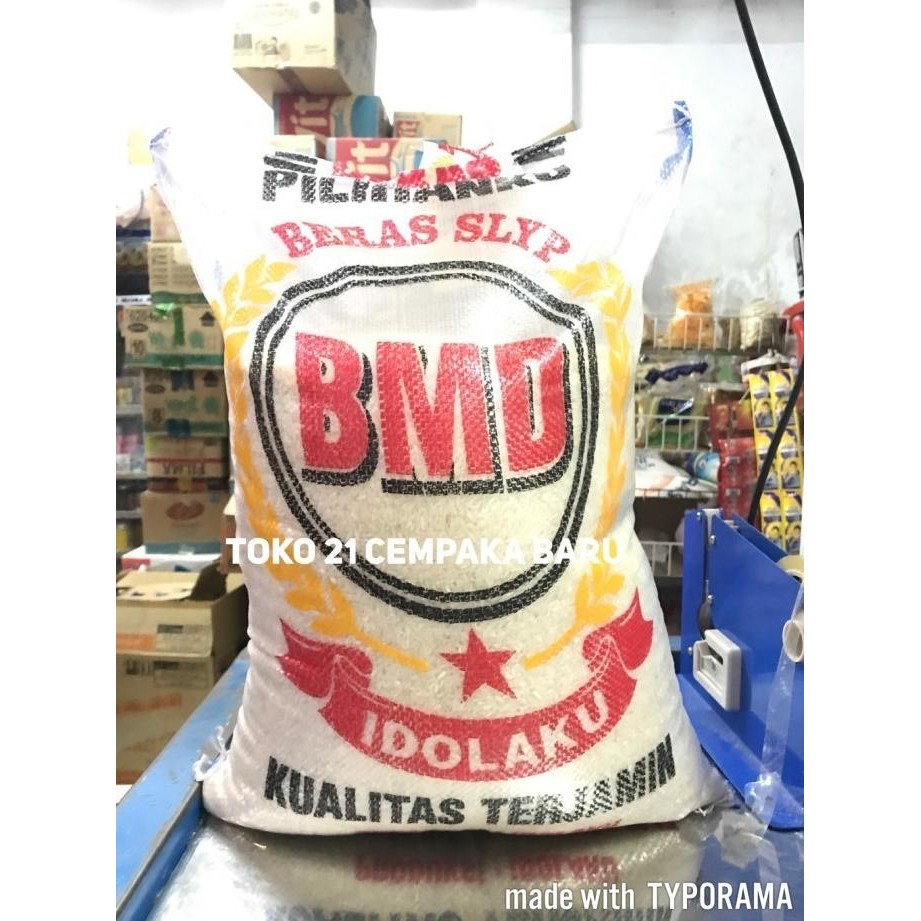 PILIHANKU
BERAS SLYP
BMD
TOKO 21 CEMPAKA BARU
IDOLAKU
KUALITAS TERJAMIN
made with TYPORAMA